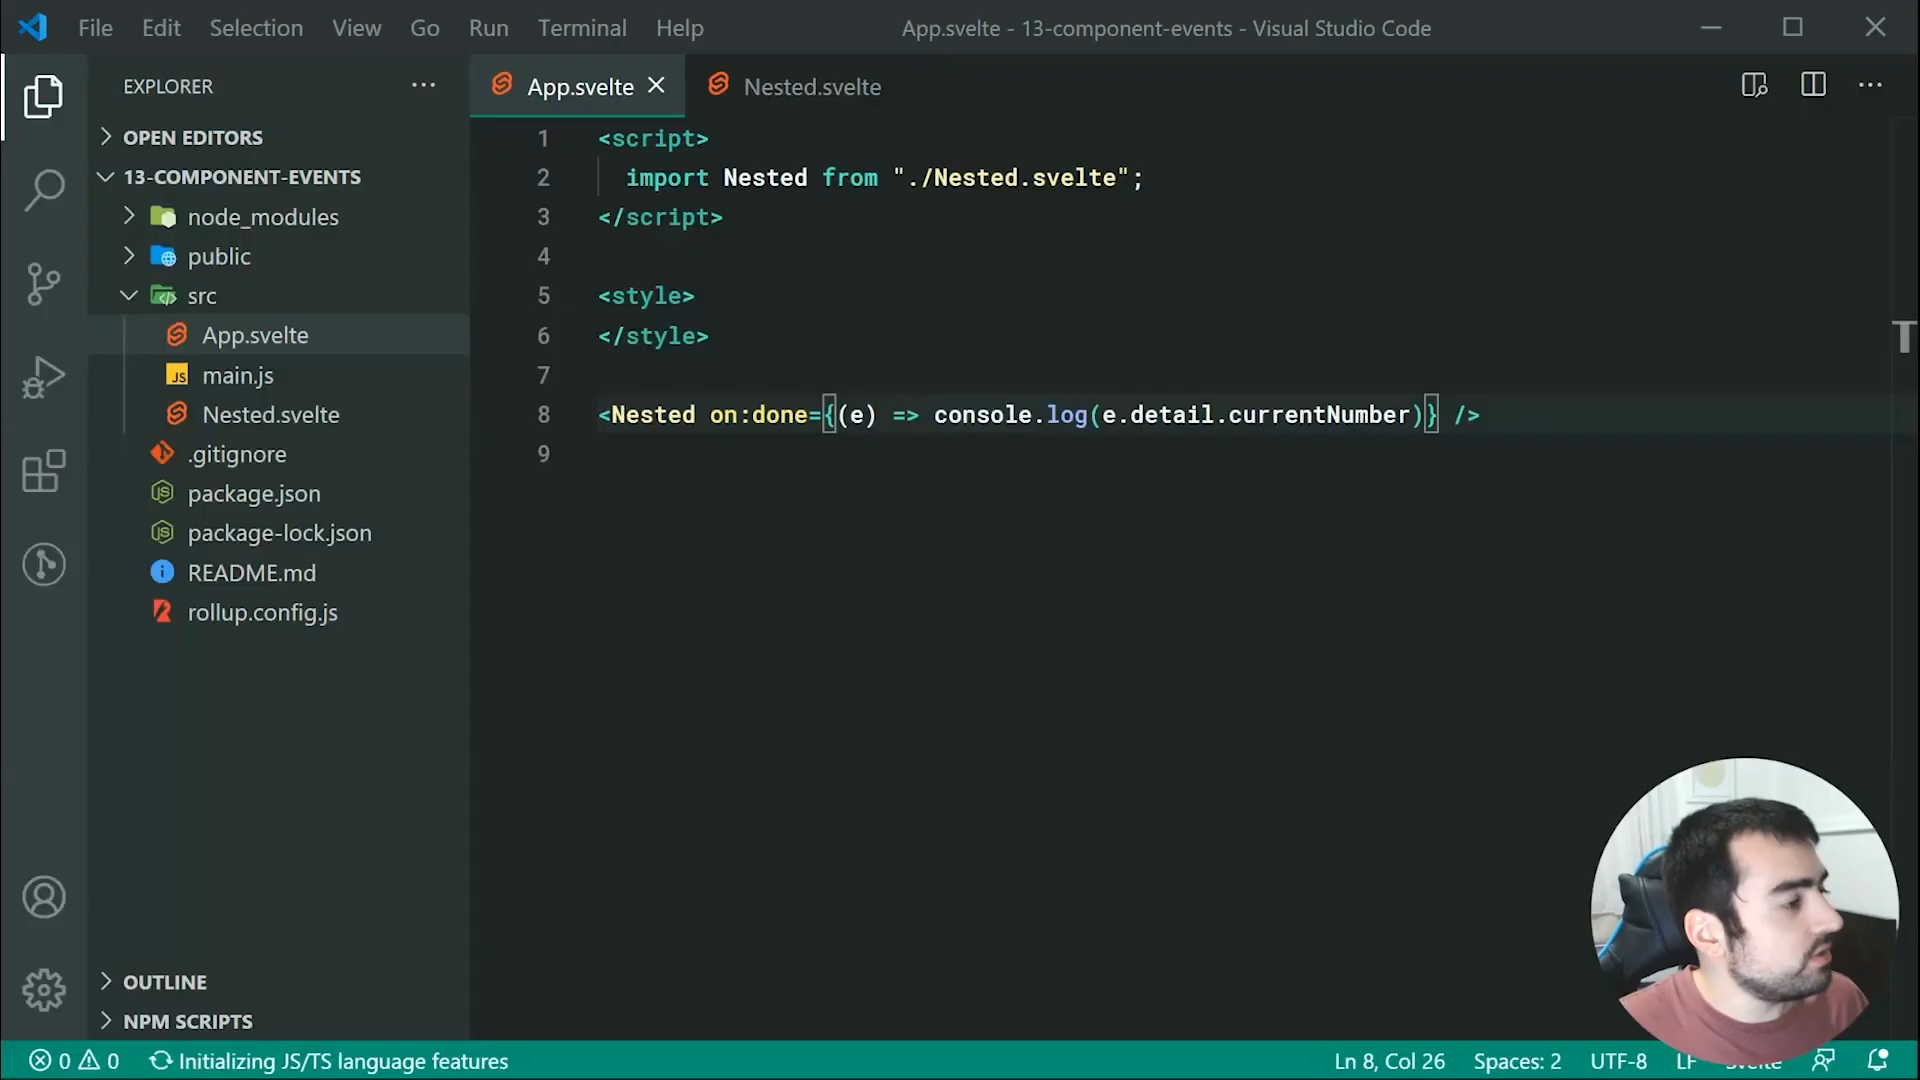 File Edit Selection View Go Run Terminal Help
App.svelte - 13-component-events - Visual Studio Code
EXPLORER
OPEN EDITORS
13-COMPONENT-EVENTS
node_modules
public
src
App.svelte
JS main.js
Nested.svelte
.gitignore
package.json
package-lock.json
README.md
rollup.config.js
OUTLINE
NPM SCRIPTS
App.svelte Nested.svelte
1 <script>
2 import Nested from "./Nested.svelte";
3 </script>
4
5 <style>
6 </style>
7
8 <Nested on:done={(e) => console.log(e.detail.currentNumber)} />
9
0 0 Initializing JS/TS language features
Ln 8, Col 26 Spaces: 2 UTF-8 LF Svelte